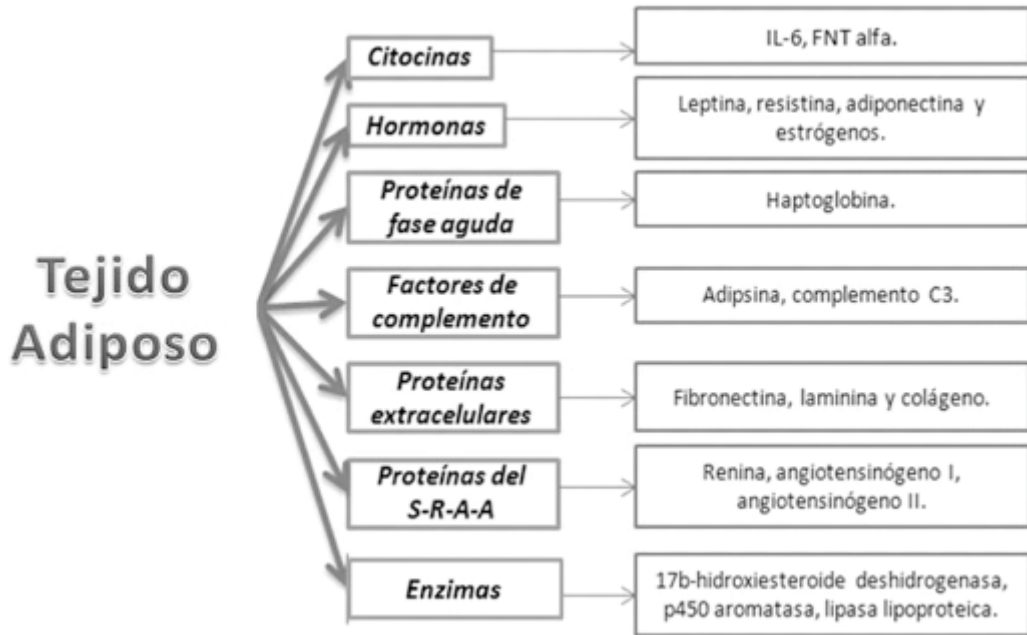 Tejido
Adiposo
Citocinas
IL-6, FNT alfa.
Hormonas
Leptina, resistina, adiponectina y
estrógenos.
Proteínas de
fase aguda
Haptoglobina.
Factores de
complemento
Adipsina, complemento C3.
Proteínas
extracelulares
Fibronectina, laminina y colágeno.
Proteínas del
S-R-A-A
Renina, angiotensinógeno I,
angiotensinógeno II.
Enzimas
17b-hidroxiesteroide deshidrogenasa,
p450 aromatasa, lipasa lipoproteica.